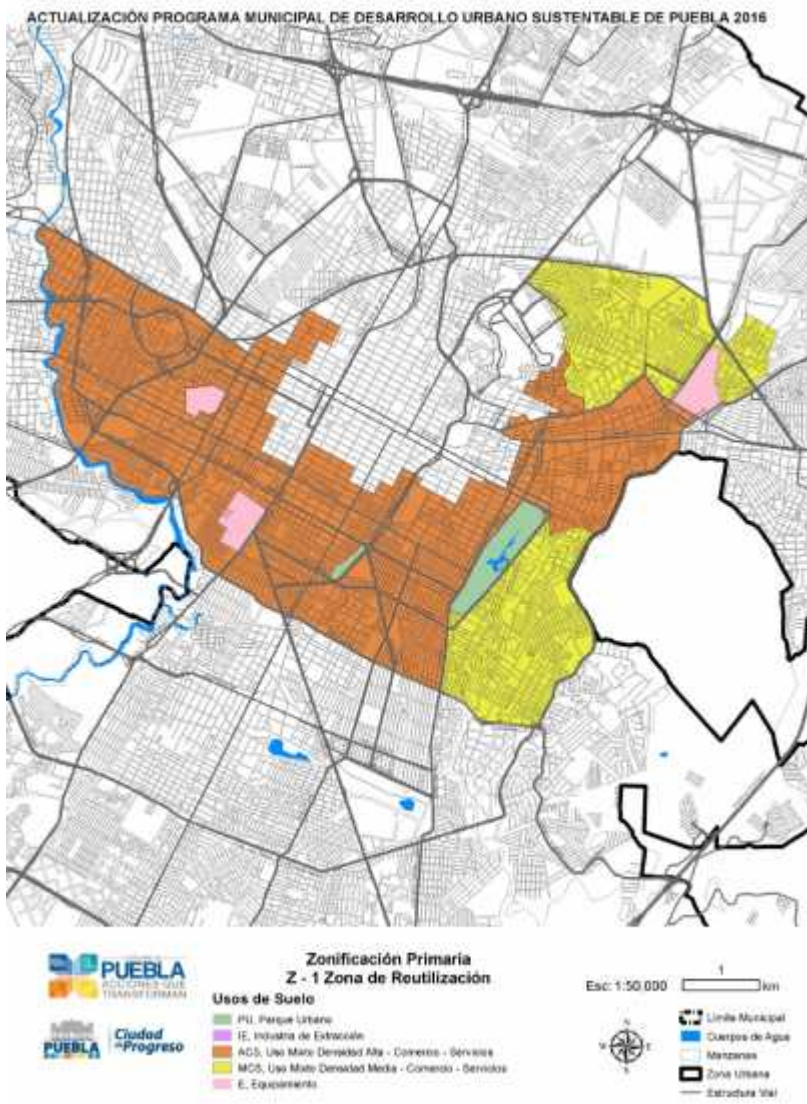 ACTUALIZACIÓN PROGRAMA MUNICIPAL DE DESARROLLO URBANO SUSTENTABLE DE PUEBLA 2016
PUEBLA
ACCIONES QUE
TRANSFORMAN
PUEBLA
Ciudad
de Progreso
Zonificación Primaria
Z - 1 Zona de Reutilización
Usos de Suelo
PU, Parque Urbano
IE, Industria de Extracción
ACS, Uso Mixto Densidad Alta - Comercio - Servicios
MCS, Uso Mixto Densidad Media - Comercio - Servicios
E, Equipamiento
Esc: 1:50 000
1
km
N
E
S
Límite Municipal
Cuerpos de Agua
Manzanas
Zona Urbana
Estructura Vial